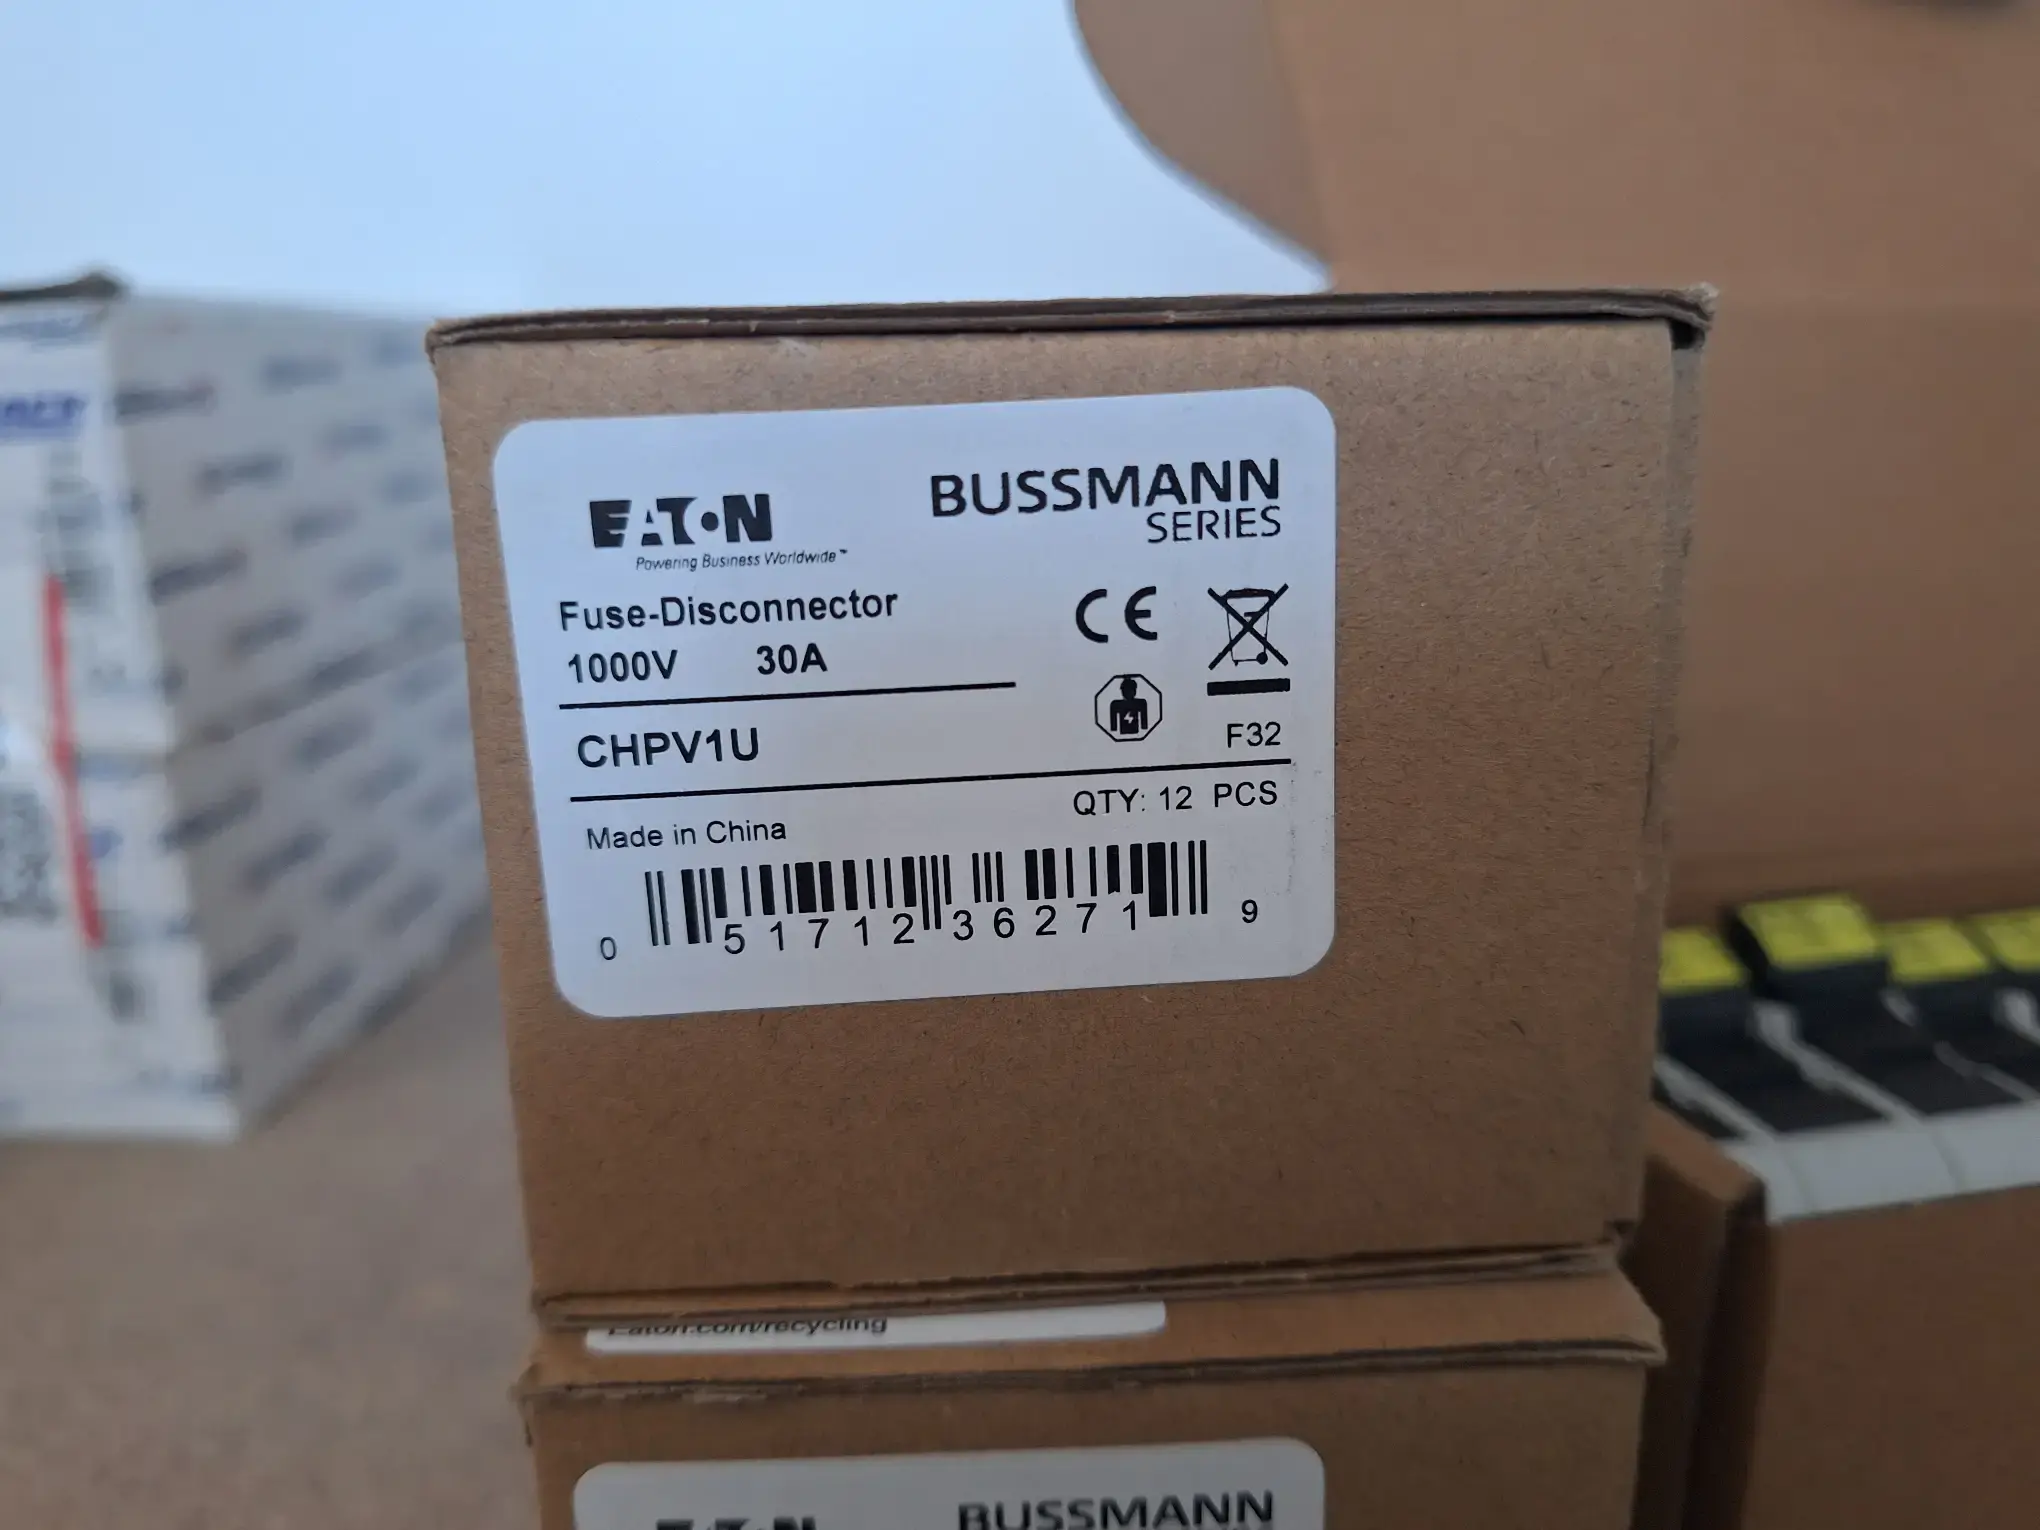 EATON
Powering Business Worldwide™
BUSSMANN
SERIES
Fuse-Disconnector
1000V 30A
CE
CHPV1U
F32
QTY: 12 PCS
Made in China
0 51712 36271 9
Eaton.com/recycling
EATON
BUSSMANN